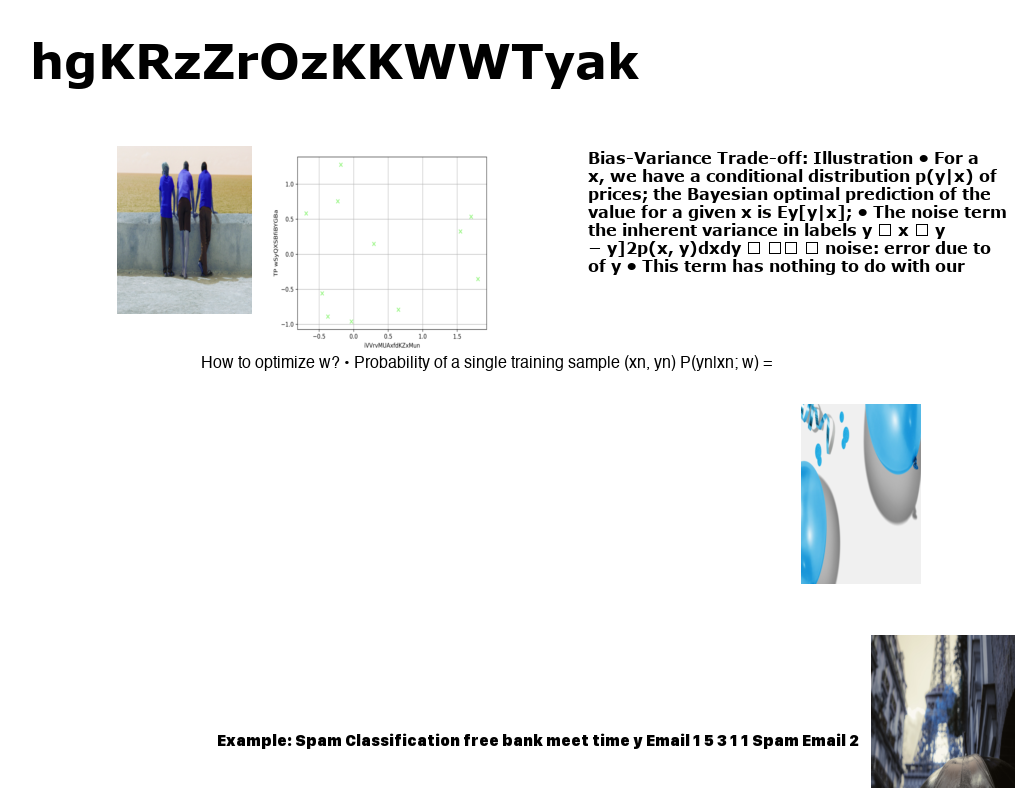 hgKRzZrOzKKWWTyak
Bias-Variance Trade-off: Illustration • For a
x, we have a conditional distribution p(y|x) of
prices; the Bayesian optimal prediction of the
value for a given x is Ey[y|x]; • The noise term
the inherent variance in labels y □ x □ y
− y]2p(x, y)dxdy □ □□ □ noise: error due to
of y • This term has nothing to do with our
1.0
0.5
0.0
−0.5
−1.0
−0.5 0.0 0.5 1.0 1.5
How to optimize w? • Probability of a single training sample (xn, yn) P(yn|xn; w) =
Example: Spam Classification free bank meet time y Email 1 5 3 1 1 Spam Email 2